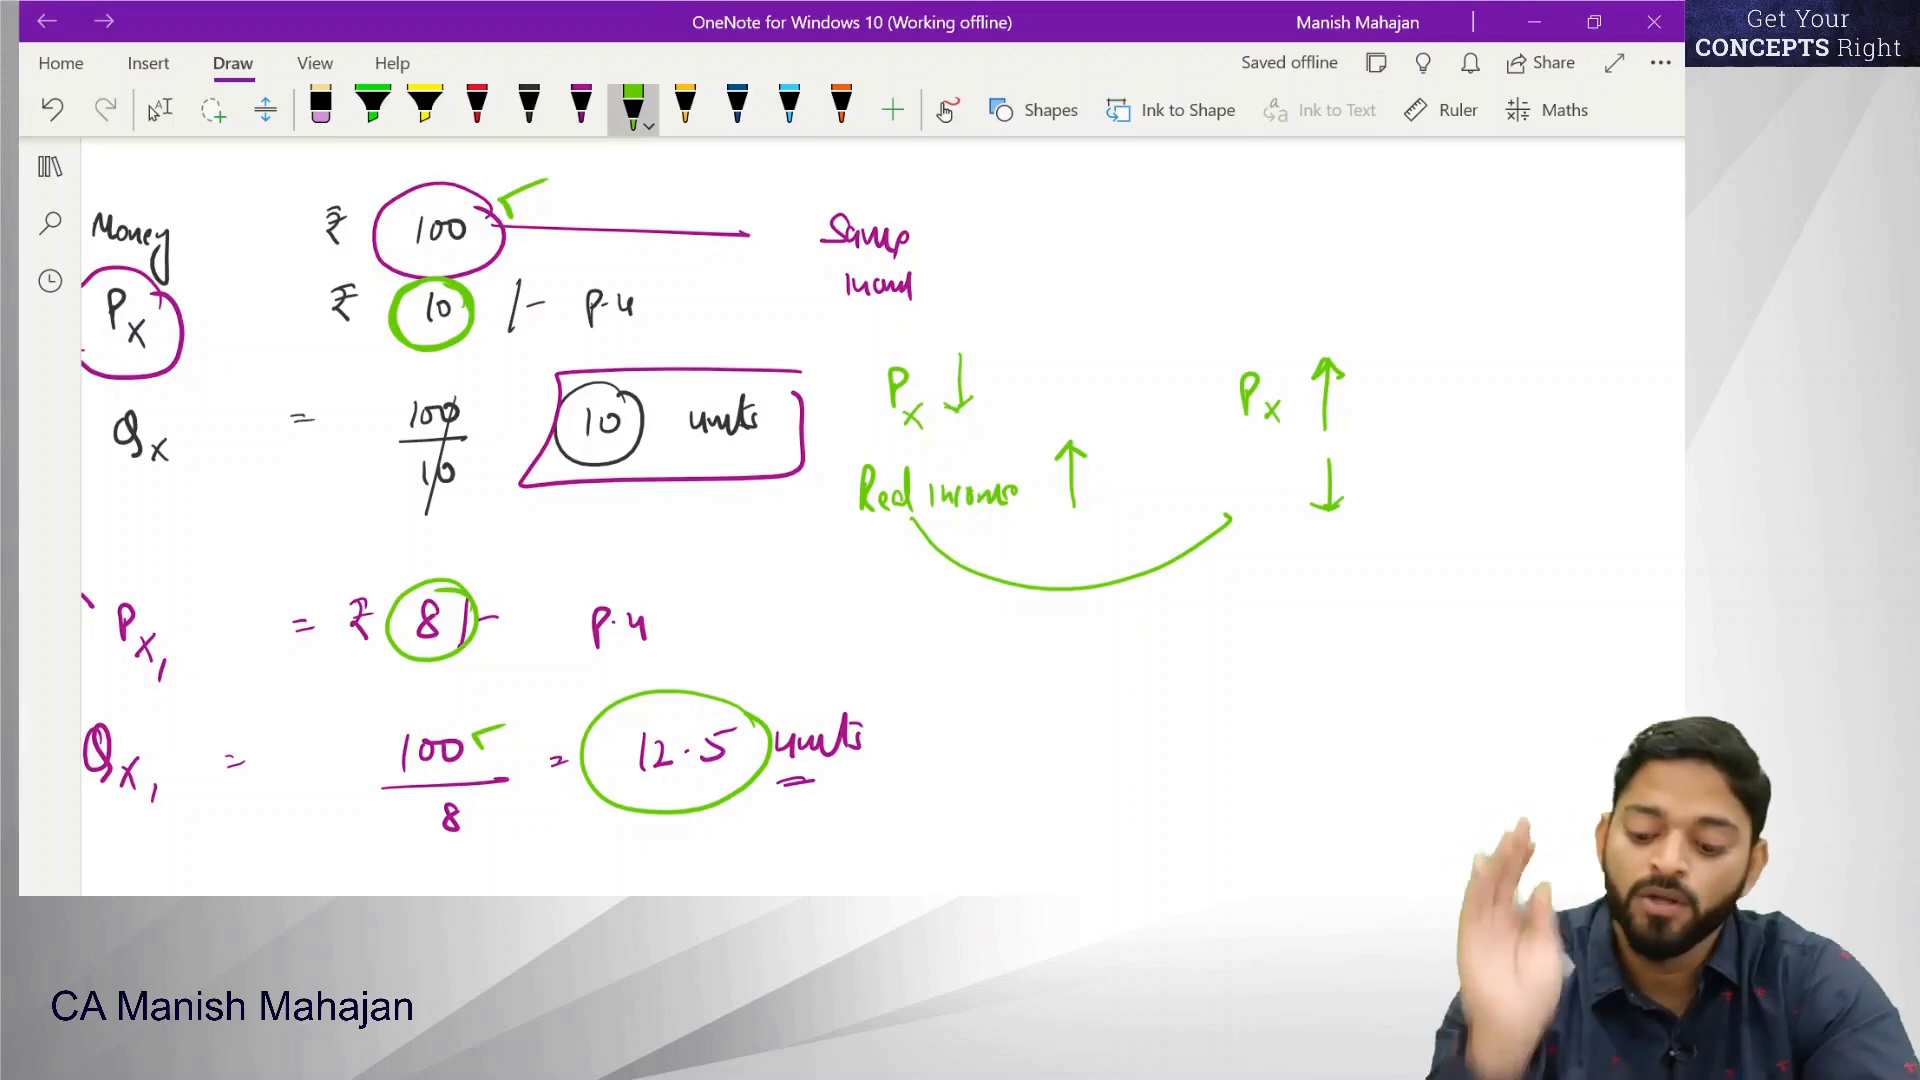 OneNote for Windows 10 (Working offline)
Manish Mahajan
Get Your
CONCEPTS Right
Home Insert Draw View Help
Saved offline Share
Shapes Ink to Shape Ink to Text Ruler Maths
Money ₹ 100
Px ₹ 10 /- p.u
Qx = 100/10 10 units
Px ↓ Px ↑
Real income ↑ ↓
Px1 = ₹ 8/- p.u
Qx1 = 100/8 = 12.5 units
CA Manish Mahajan